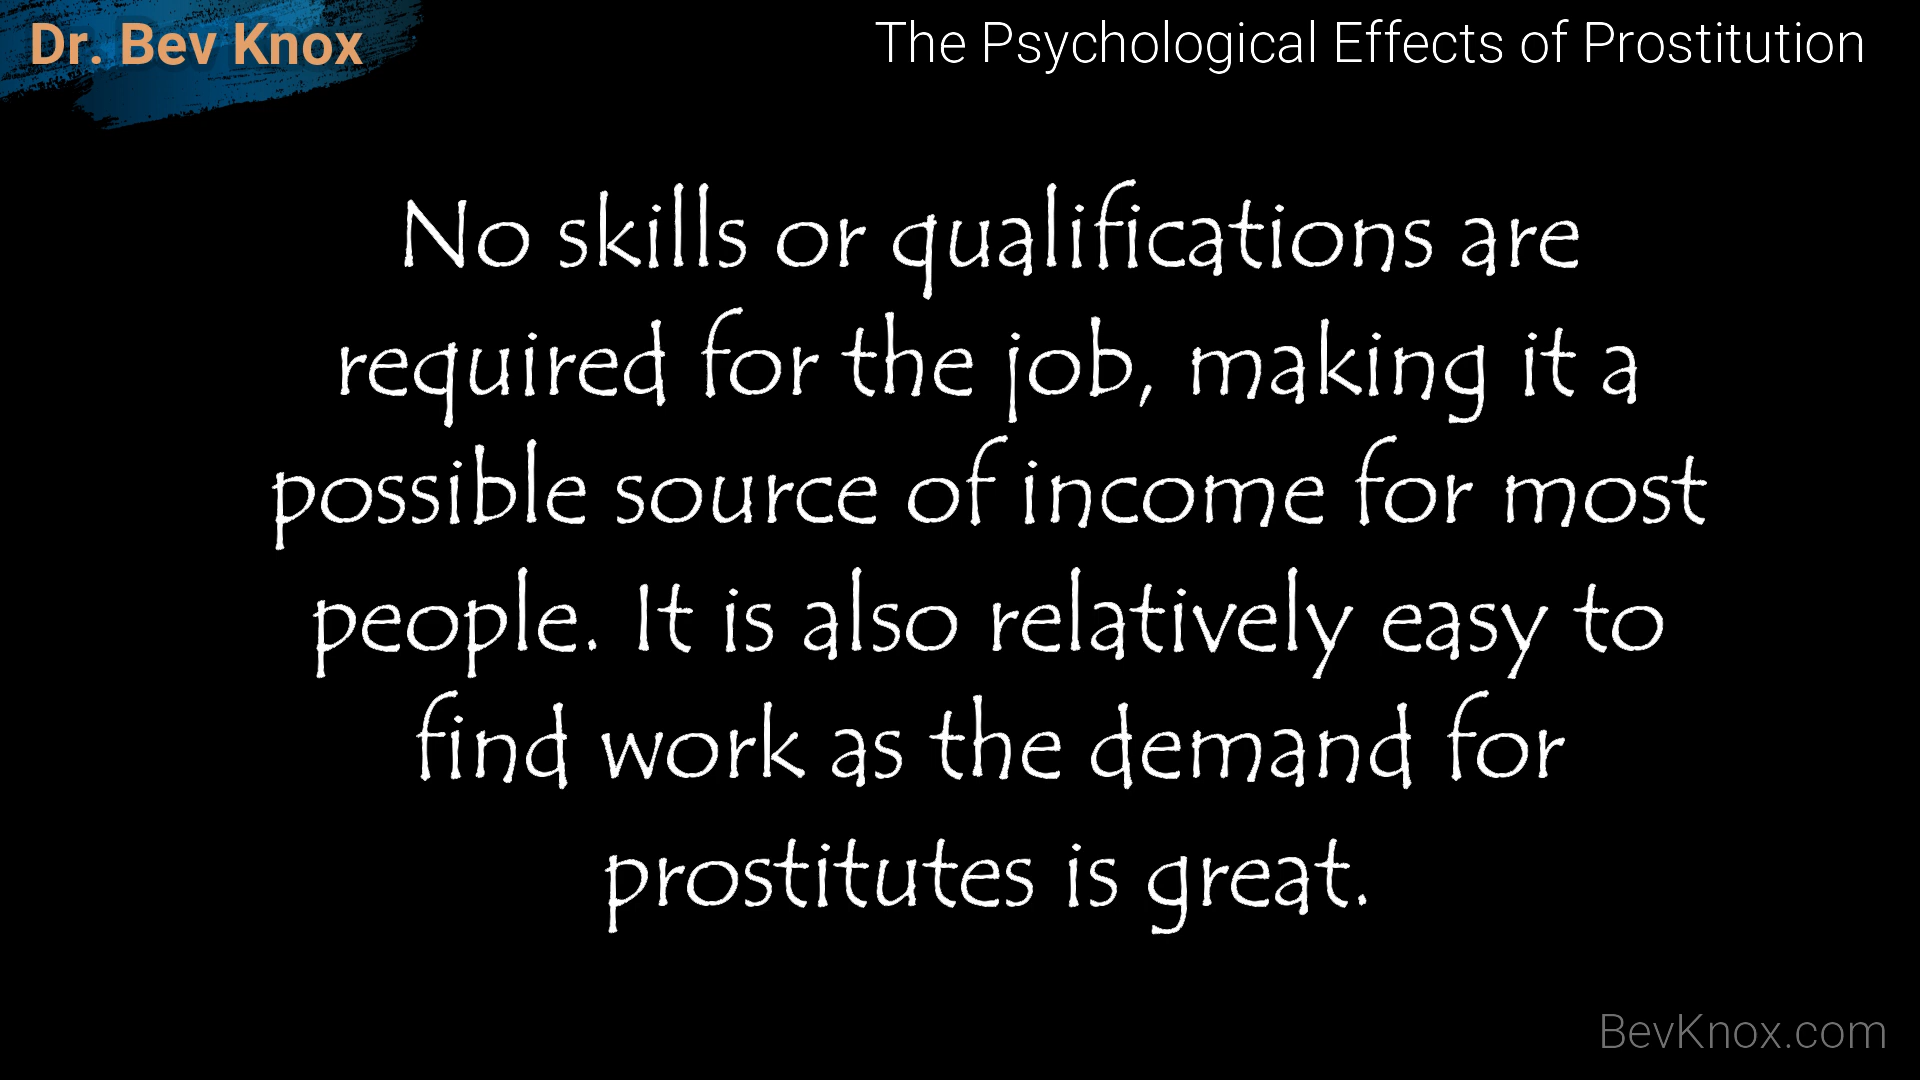 Dr. Bev Knox
The Psychological Effects of Prostitution
No skills or qualifications are
required for the job, making it a
possible source of income for most
people. It is also relatively easy to
find work as the demand for
prostitutes is great.
BevKnox.com